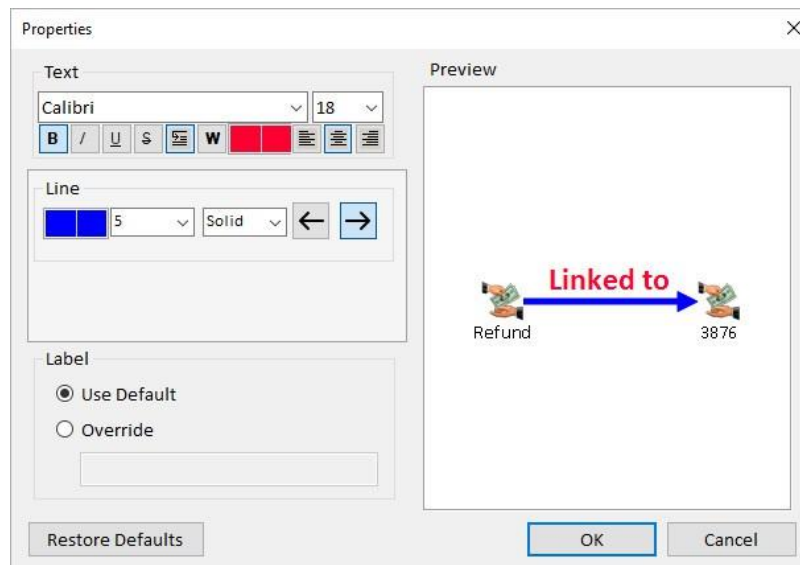 Properties
Text
Calibri
18
B I U S W
Line
5
Solid
Label
Use Default
Override
Restore Defaults
Preview
Linked to
Refund
3876
OK
Cancel